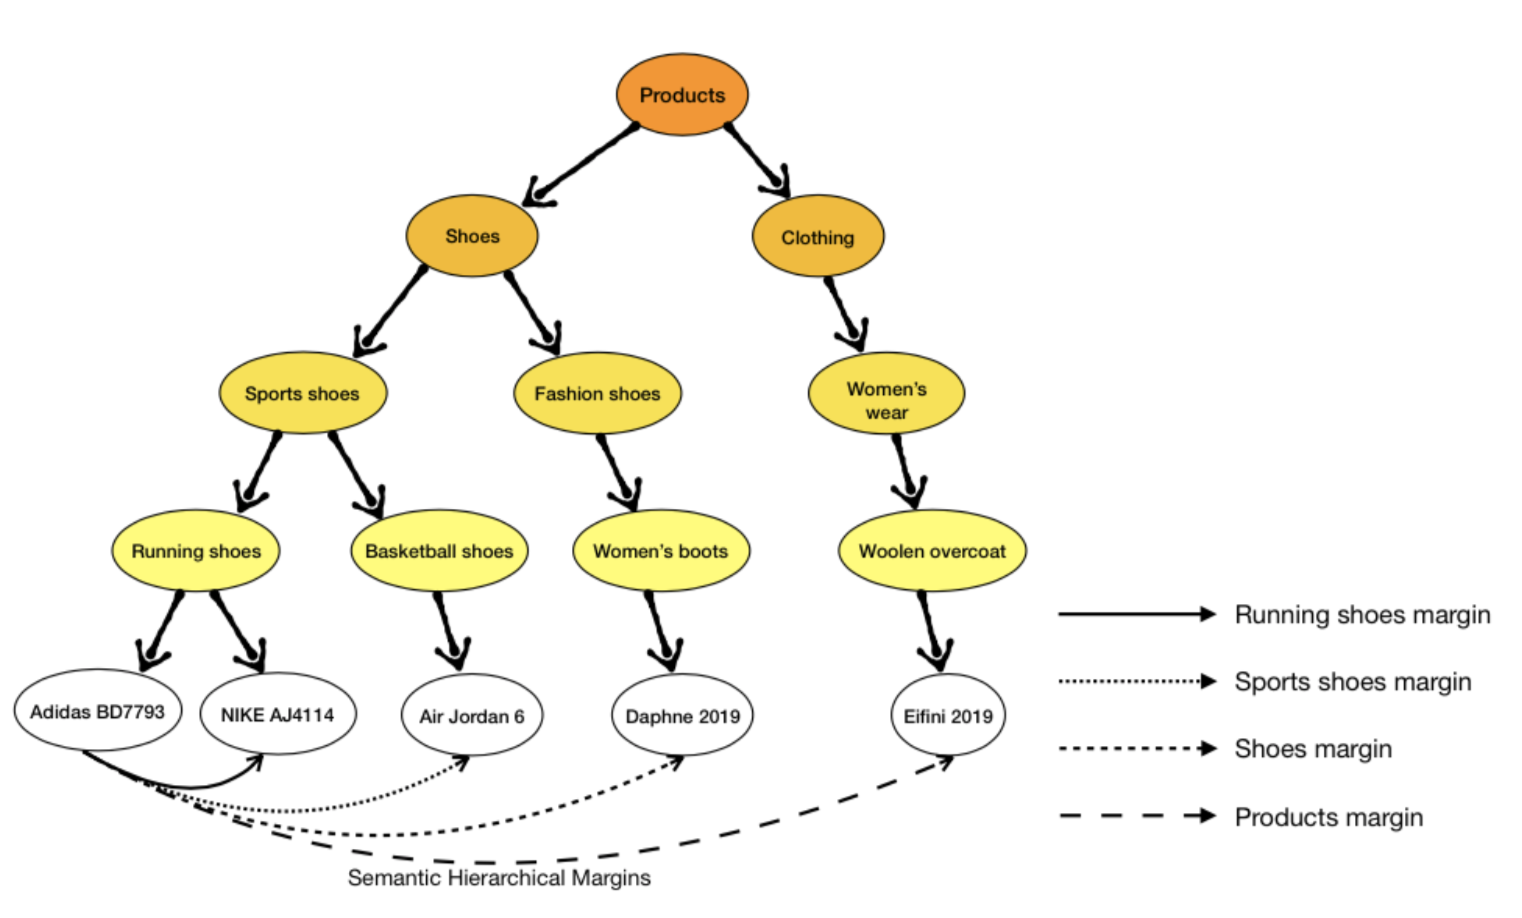 Products
Shoes
Clothing
Sports shoes
Fashion shoes
Women's
wear
Running shoes
Basketball shoes
Women's boots
Woolen overcoat
Adidas BD7793
NIKE AJ4114
Air Jordan 6
Daphne 2019
Eifini 2019
Running shoes margin
Sports shoes margin
Shoes margin
Products margin
Semantic Hierarchical Margins